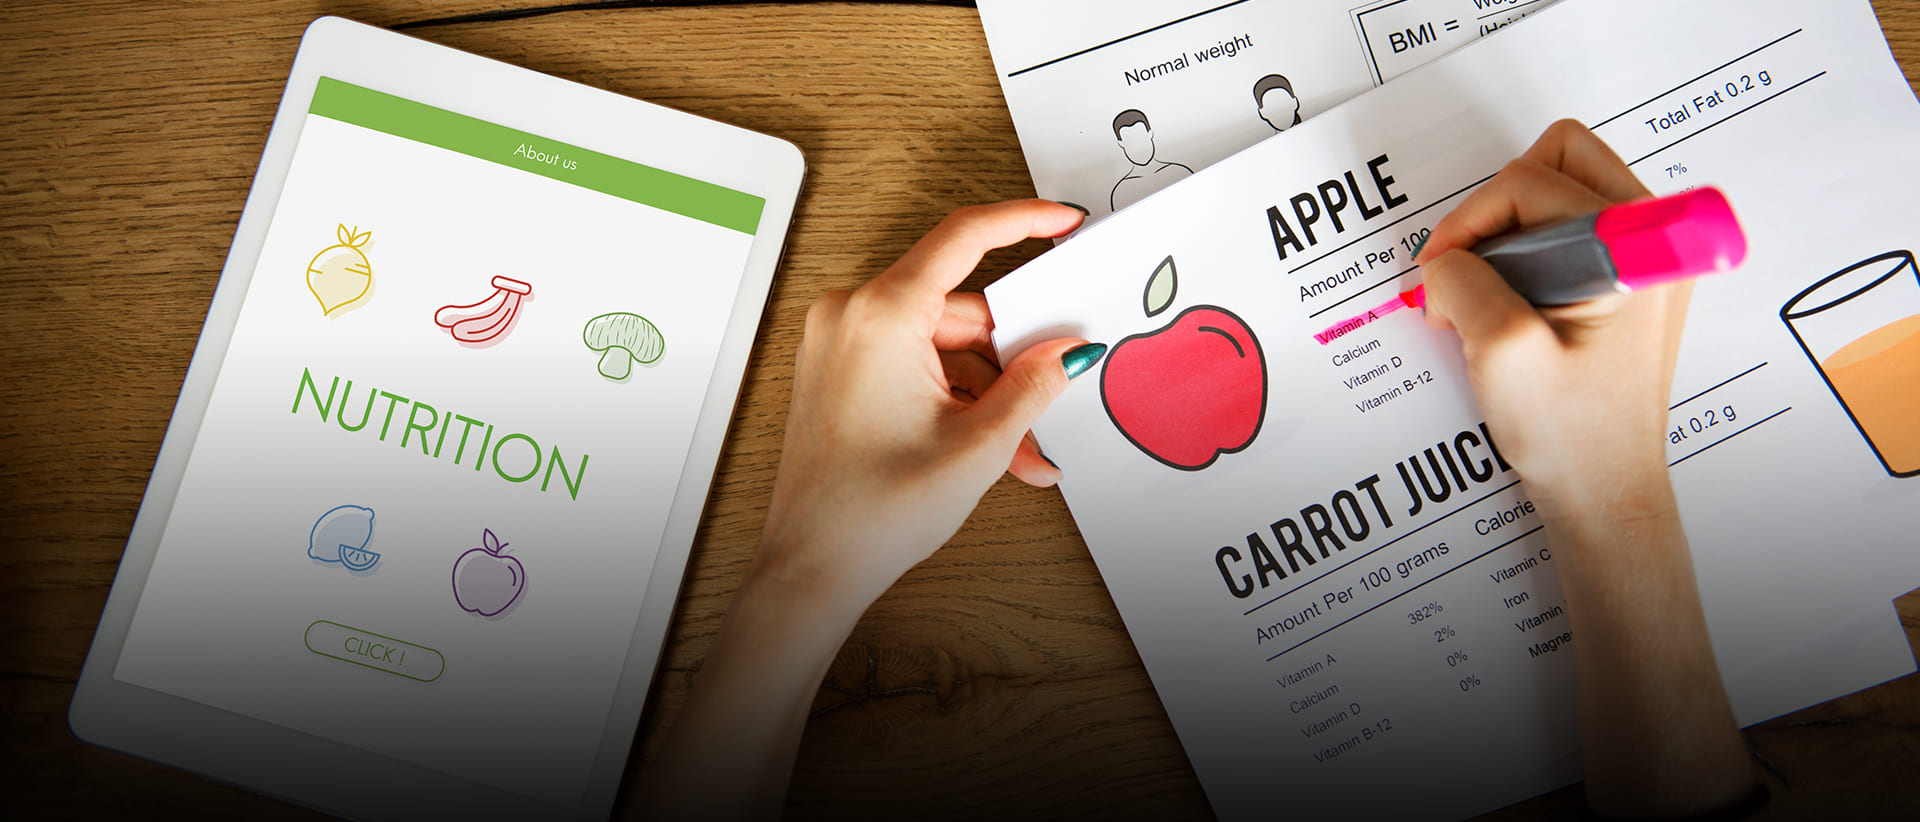 About us
NUTRITION
CLICK !
Normal weight
BMI =
APPLE
Amount Per 100
Total Fat 0.2 g
7%
Vitamin A
Calcium
Vitamin D
Vitamin B-12
CARROT JUICE
Amount Per 100 grams
at 0.2 g
Vitamin A 382%
Calcium 2%
Vitamin D 0%
Vitamin B-12 0%
Vitamin C
Iron
Vitamin